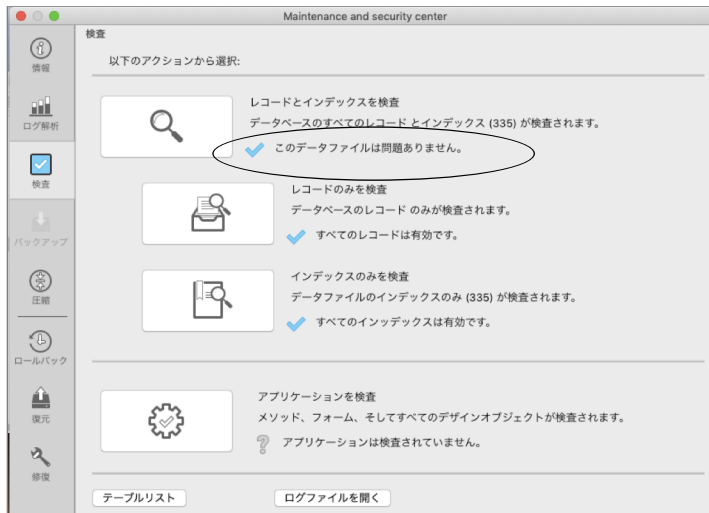 Maintenance and security center
情報
ログ解析
検査
バックアップ
圧縮
ロールバック
復元
修復
検査
以下のアクションから選択:
レコードとインデックスを検査
データベースのすべてのレコード とインデックス (335) が検査されます。
このデータファイルは問題ありません。
レコードのみを検査
データベースのレコード のみが検査されます。
すべてのレコードは有効です。
インデックスのみを検査
データファイルのインデックスのみ (335) が検査されます。
すべてのインッデックスは有効です。
アプリケーションを検査
メソッド、フォーム、そしてすべてのデザインオブジェクトが検査されます。
アプリケーションは検査されていません。
テーブルリスト
ログファイルを開く